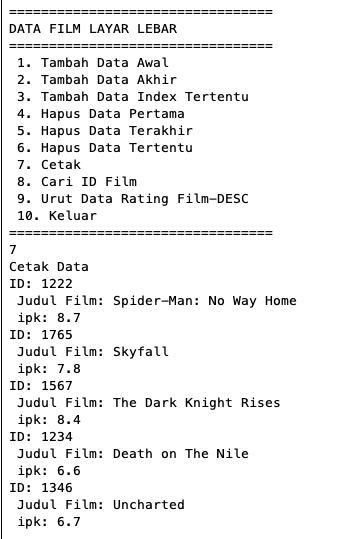 =================================
DATA FILM LAYAR LEBAR
=================================
1. Tambah Data Awal
2. Tambah Data Akhir
3. Tambah Data Index Tertentu
4. Hapus Data Pertama
5. Hapus Data Terakhir
6. Hapus Data Tertentu
7. Cetak
8. Cari ID Film
9. Urut Data Rating Film-DESC
10. Keluar
=================================
7
Cetak Data
ID: 1222
Judul Film: Spider-Man: No Way Home
ipk: 8.7
ID: 1765
Judul Film: Skyfall
ipk: 7.8
ID: 1567
Judul Film: The Dark Knight Rises
ipk: 8.4
ID: 1234
Judul Film: Death on The Nile
ipk: 6.6
ID: 1346
Judul Film: Uncharted
ipk: 6.7